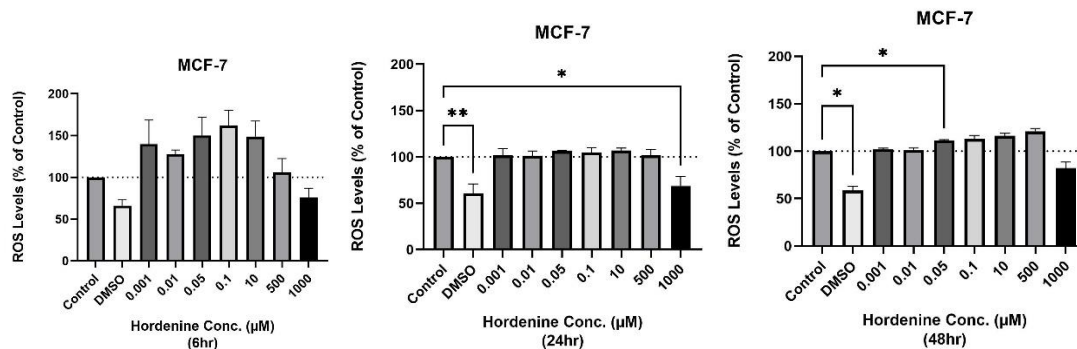 MCF-7
ROS Levels (% of Control)
200
150
100
50
0
Control
DMSO
0.001
0.01
0.05
0.1
10
500
1000
Hordenine Conc. (µM)
(6hr)
MCF-7
ROS Levels (% of Control)
200
150
100
50
0
*
**
Control
DMSO
0.001
0.01
0.05
0.1
10
500
1000
Hordenine Conc. (µM)
(24hr)
MCF-7
ROS Levels (% of Control)
200
150
100
50
0
*
*
Control
DMSO
0.001
0.01
0.05
0.1
10
500
1000
Hordenine Conc. (µM)
(48hr)